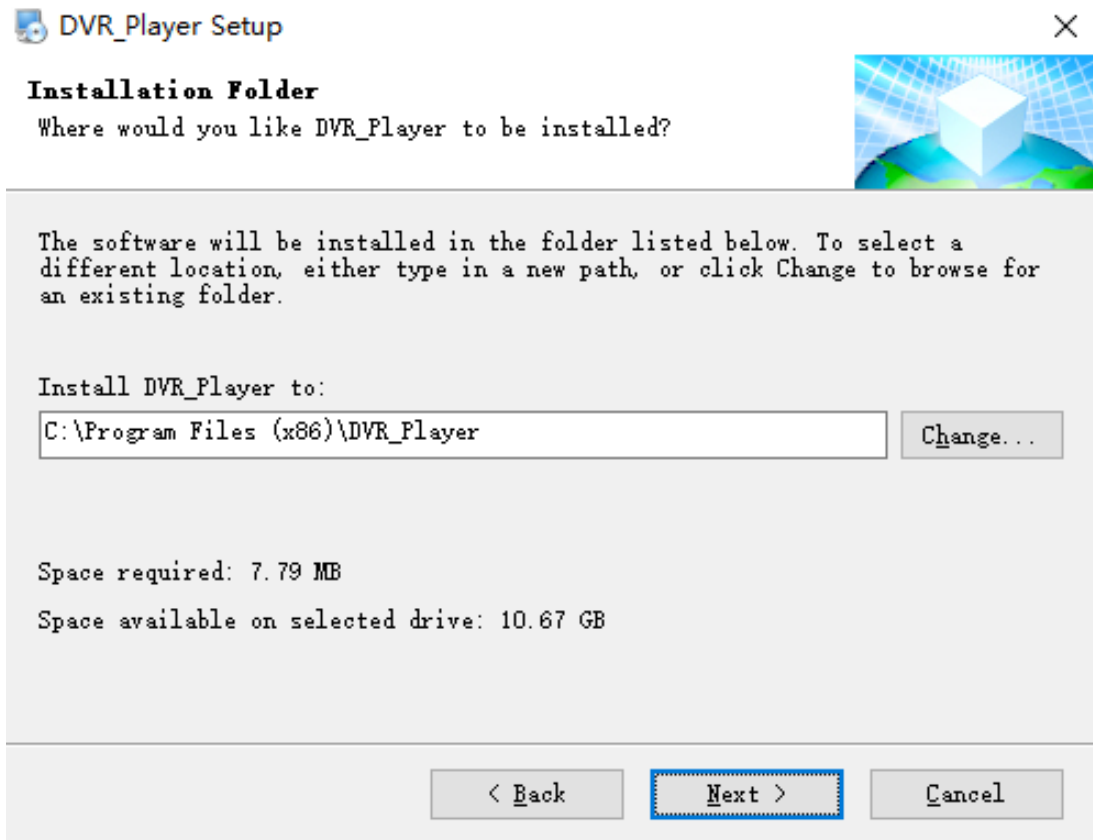 DVR_Player Setup
Installation Folder
Where would you like DVR_Player to be installed?
The software will be installed in the folder listed below. To select a
different location, either type in a new path, or click Change to browse for
an existing folder.
Install DVR_Player to:
C:\Program Files (x86)\DVR_Player
Change...
Space required: 7.79 MB
Space available on selected drive: 10.67 GB
< Back
Next >
Cancel